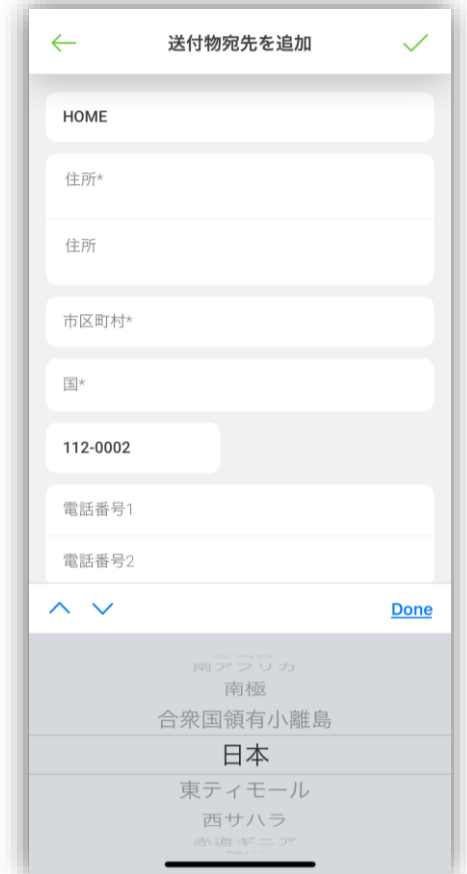 送付物宛先を追加
HOME
住所*
住所
市区町村*
国*
112-0002
電話番号1
電話番号2
Done
南アフリカ
南極
合衆国領有小離島
日本
東ティモール
西サハラ
赤道ギニア